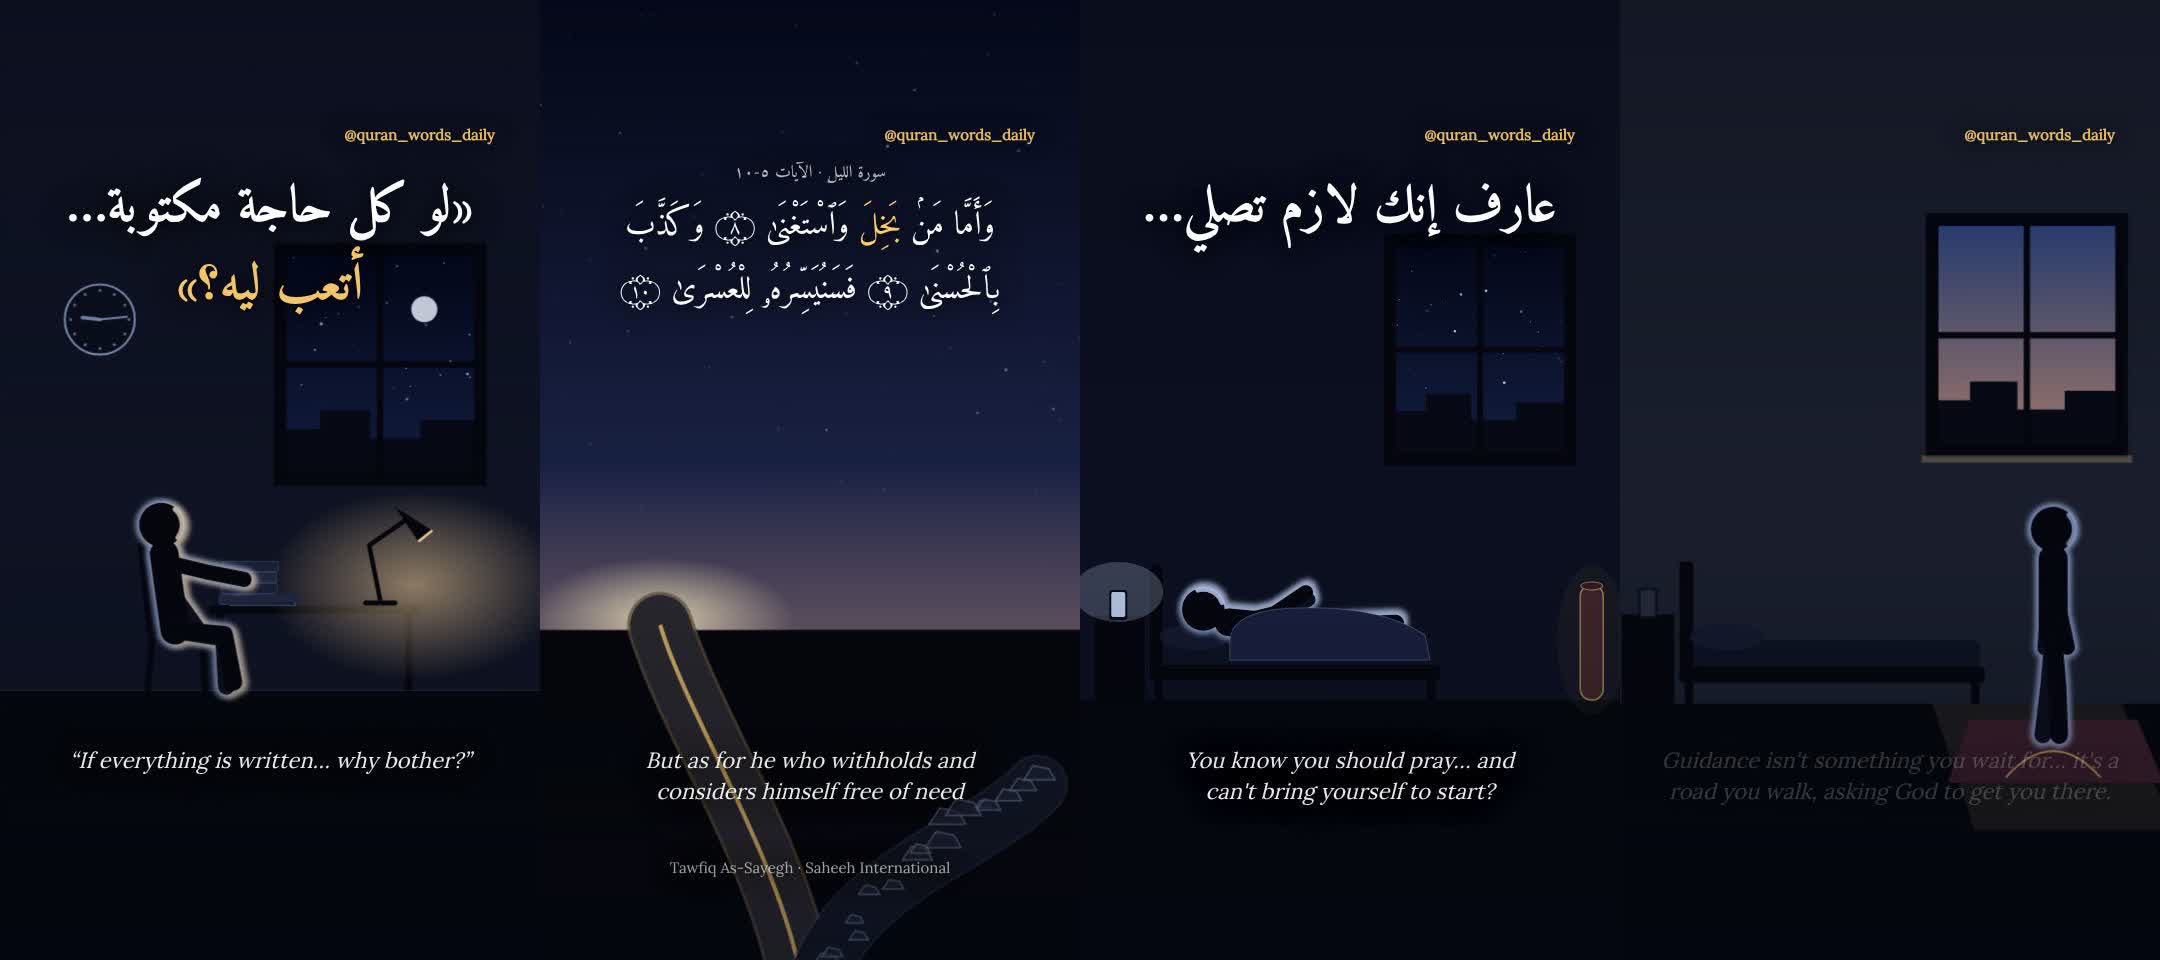 @quran_words_daily
«لو كل حاجة مكتوبة...
أتعب ليه؟»
“If everything is written... why bother?”
@quran_words_daily
سورة الليل · الآيات ٥-١٠
وَأَمَّا مَنۢ بَخِلَ وَٱسْتَغْنَىٰ ۝٨ وَكَذَّبَ
بِٱلْحُسْنَىٰ ۝٩ فَسَنُيَسِّرُهُۥ لِلْعُسْرَىٰ ۝١٠
But as for he who withholds and
considers himself free of need
Tawfiq As-Sayegh · Saheeh International
@quran_words_daily
عارف إنك لازم تصلي...
You know you should pray... and
can't bring yourself to start?
@quran_words_daily
Guidance isn't something you wait for... it's a
road you walk, asking God to get you there.